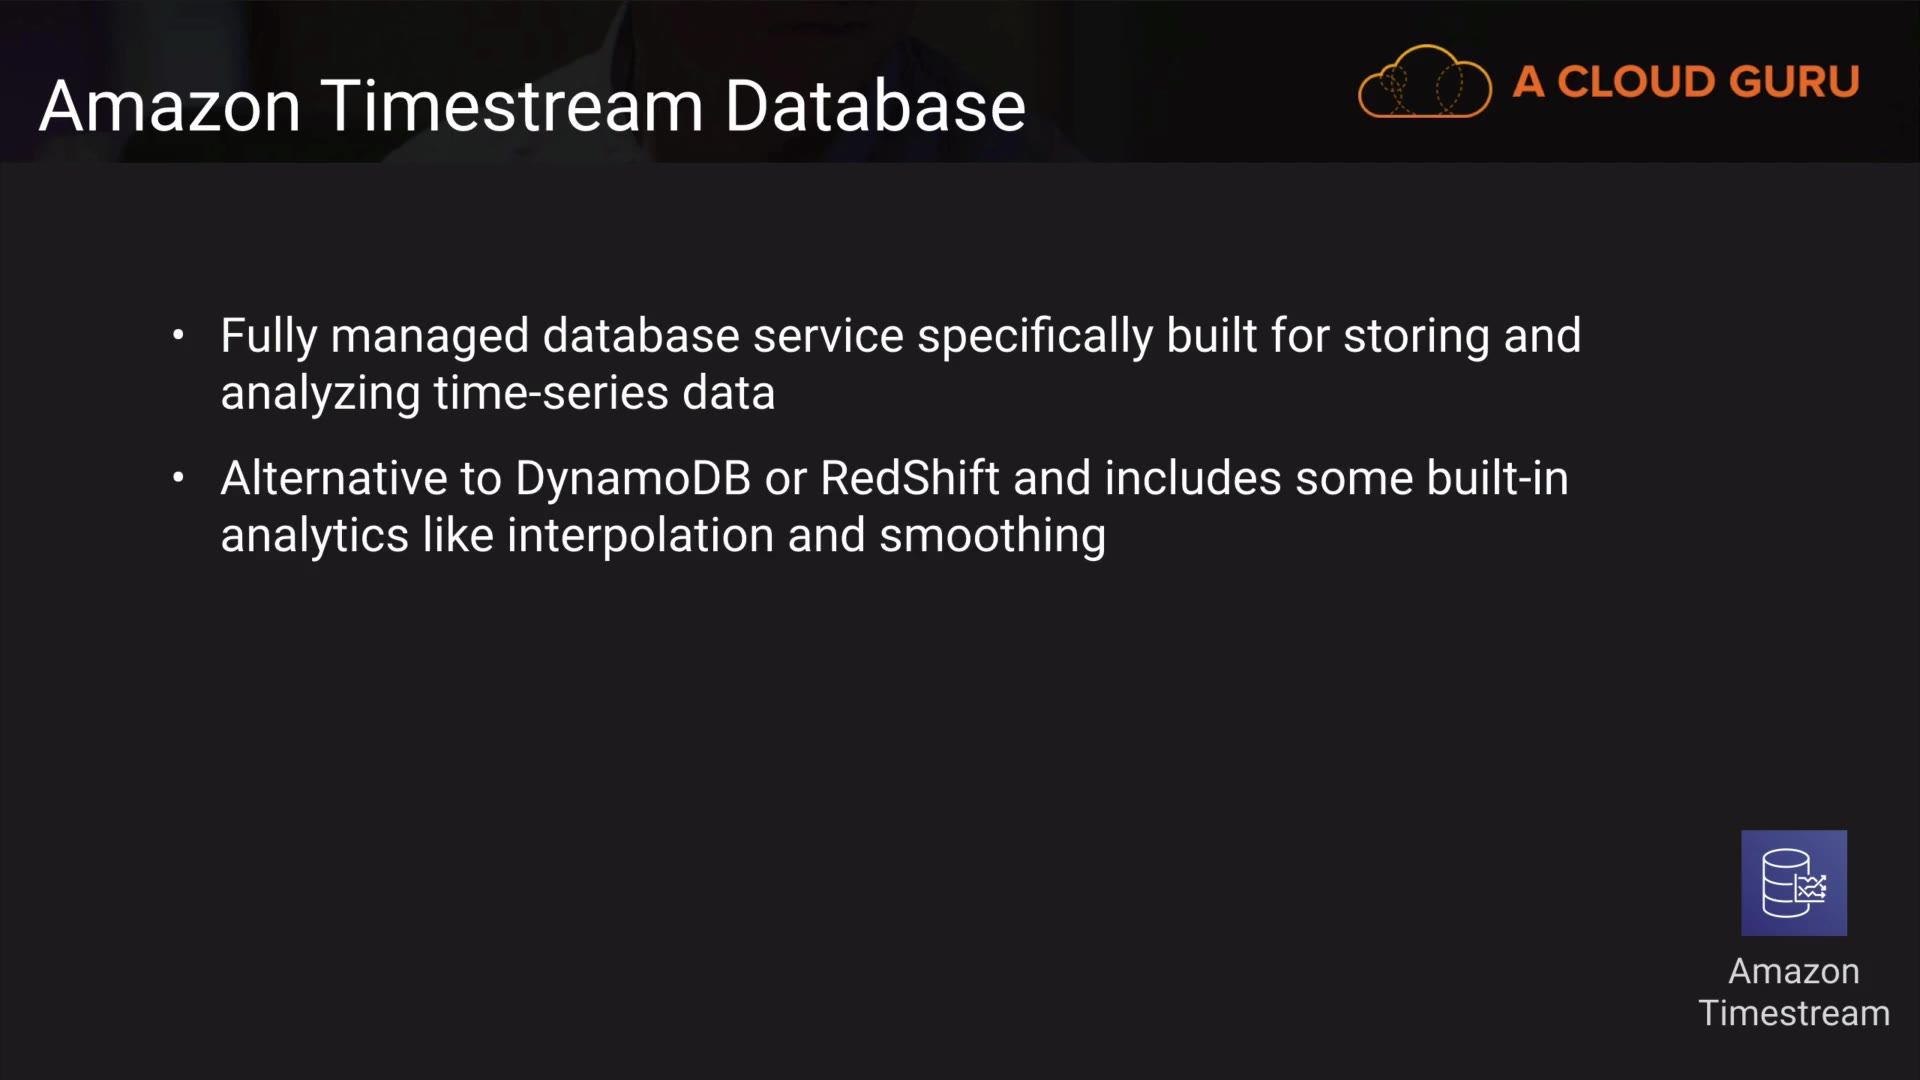 Amazon Timestream Database
A CLOUD GURU
• Fully managed database service specifically built for storing and
analyzing time-series data
• Alternative to DynamoDB or RedShift and includes some built-in
analytics like interpolation and smoothing
Amazon
Timestream